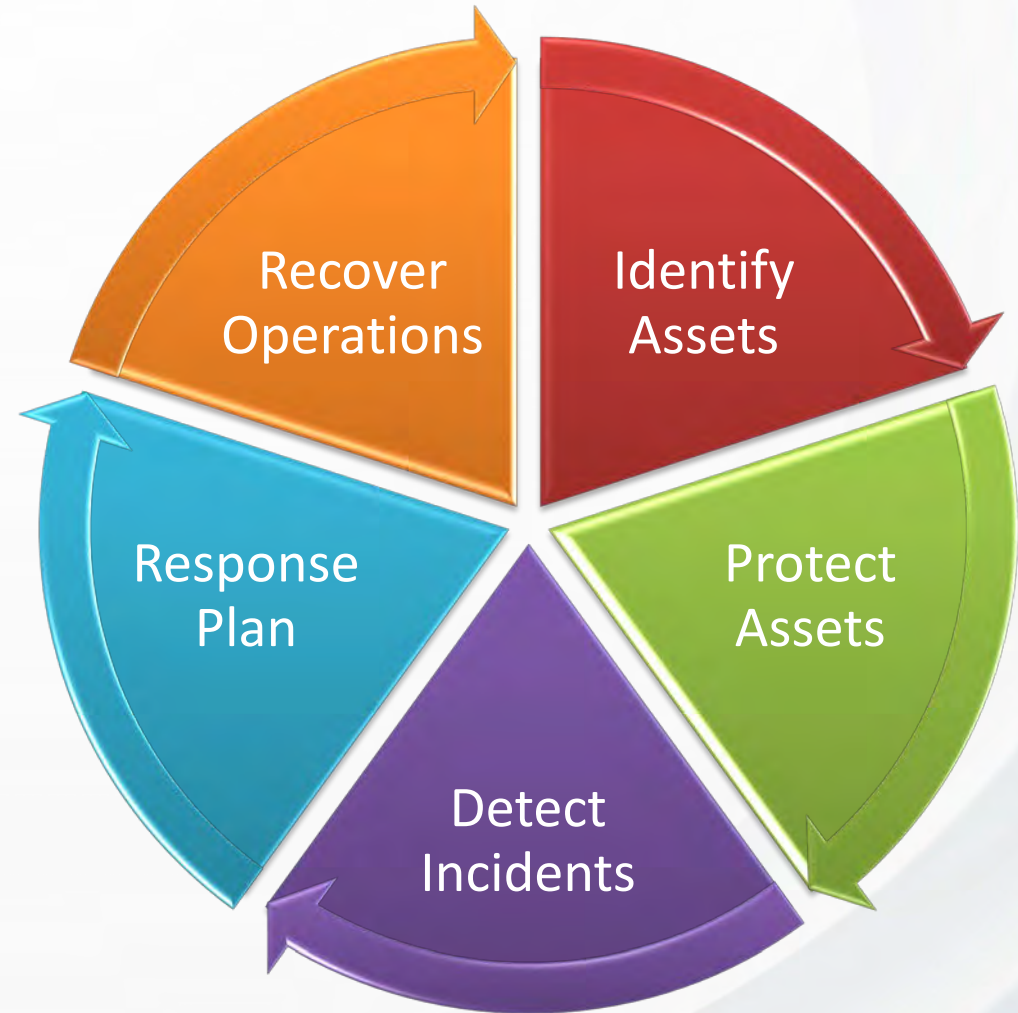 Identify
Assets
Protect
Assets
Detect
Incidents
Response
Plan
Recover
Operations